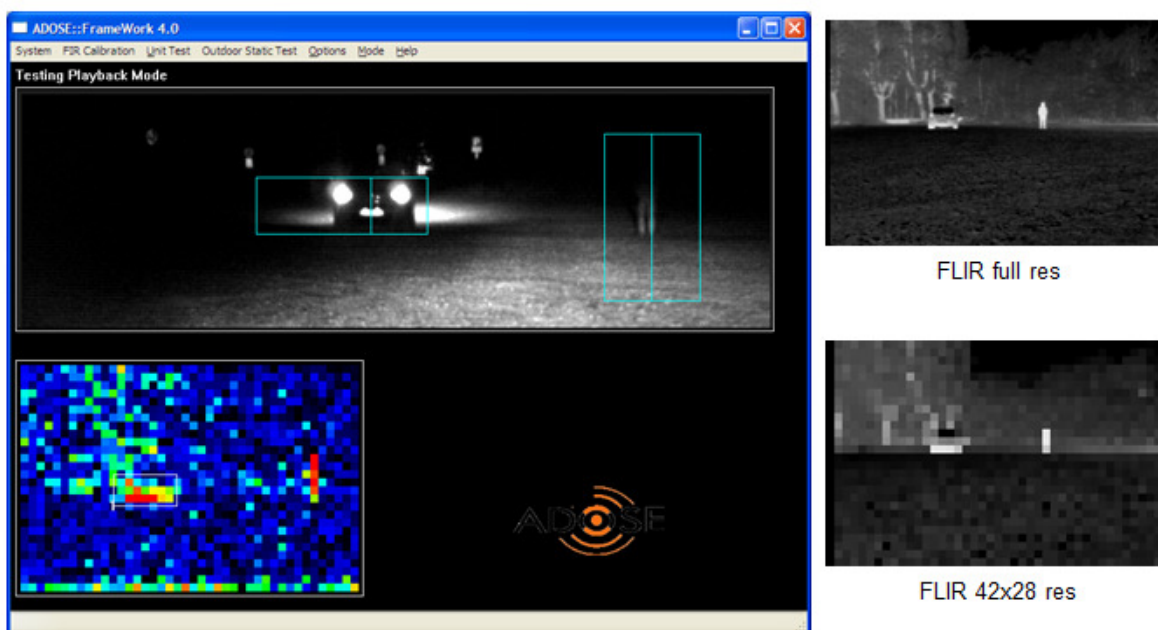 ADOSE::FrameWork 4.0
System FIR Calibration Unit Test Outdoor Static Test Options Mode Help
Testing Playback Mode
ADOSE
FLIR full res
FLIR 42x28 res